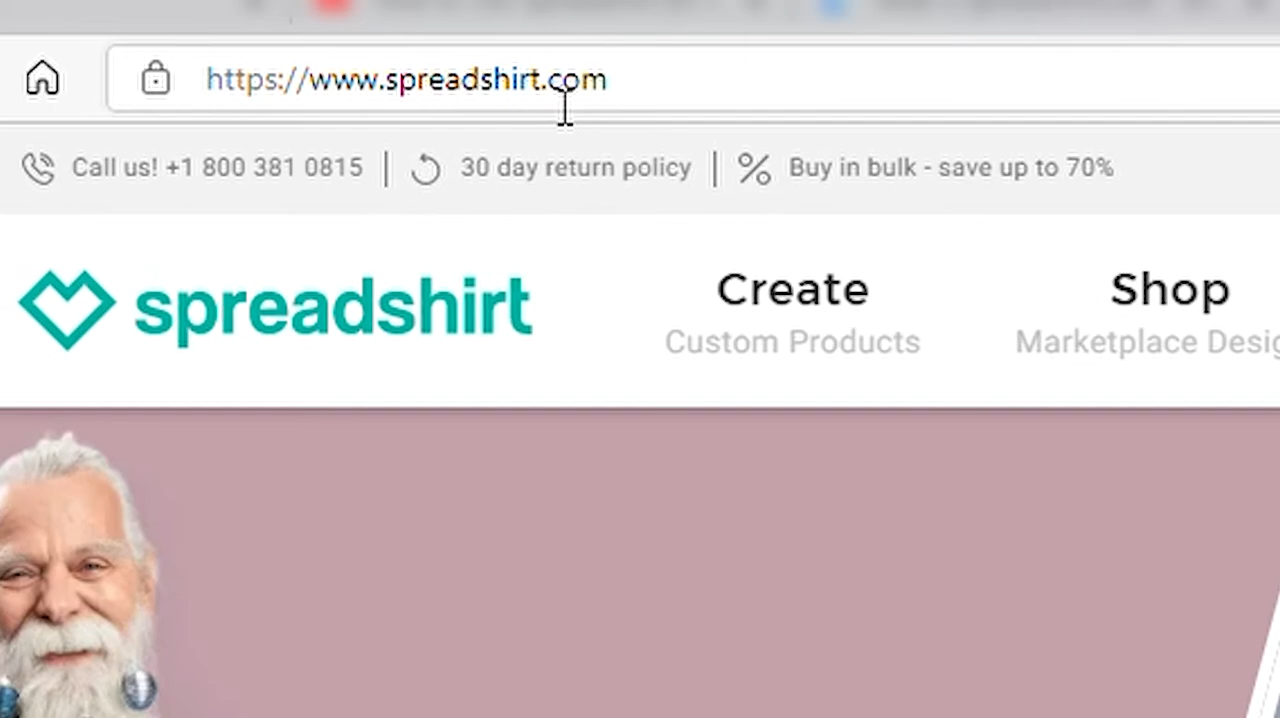 https://www.spreadshirt.com
Call us! +1 800 381 0815 | 30 day return policy | % Buy in bulk - save up to 70%
spreadshirt
Create
Shop
Custom Products
Marketplace